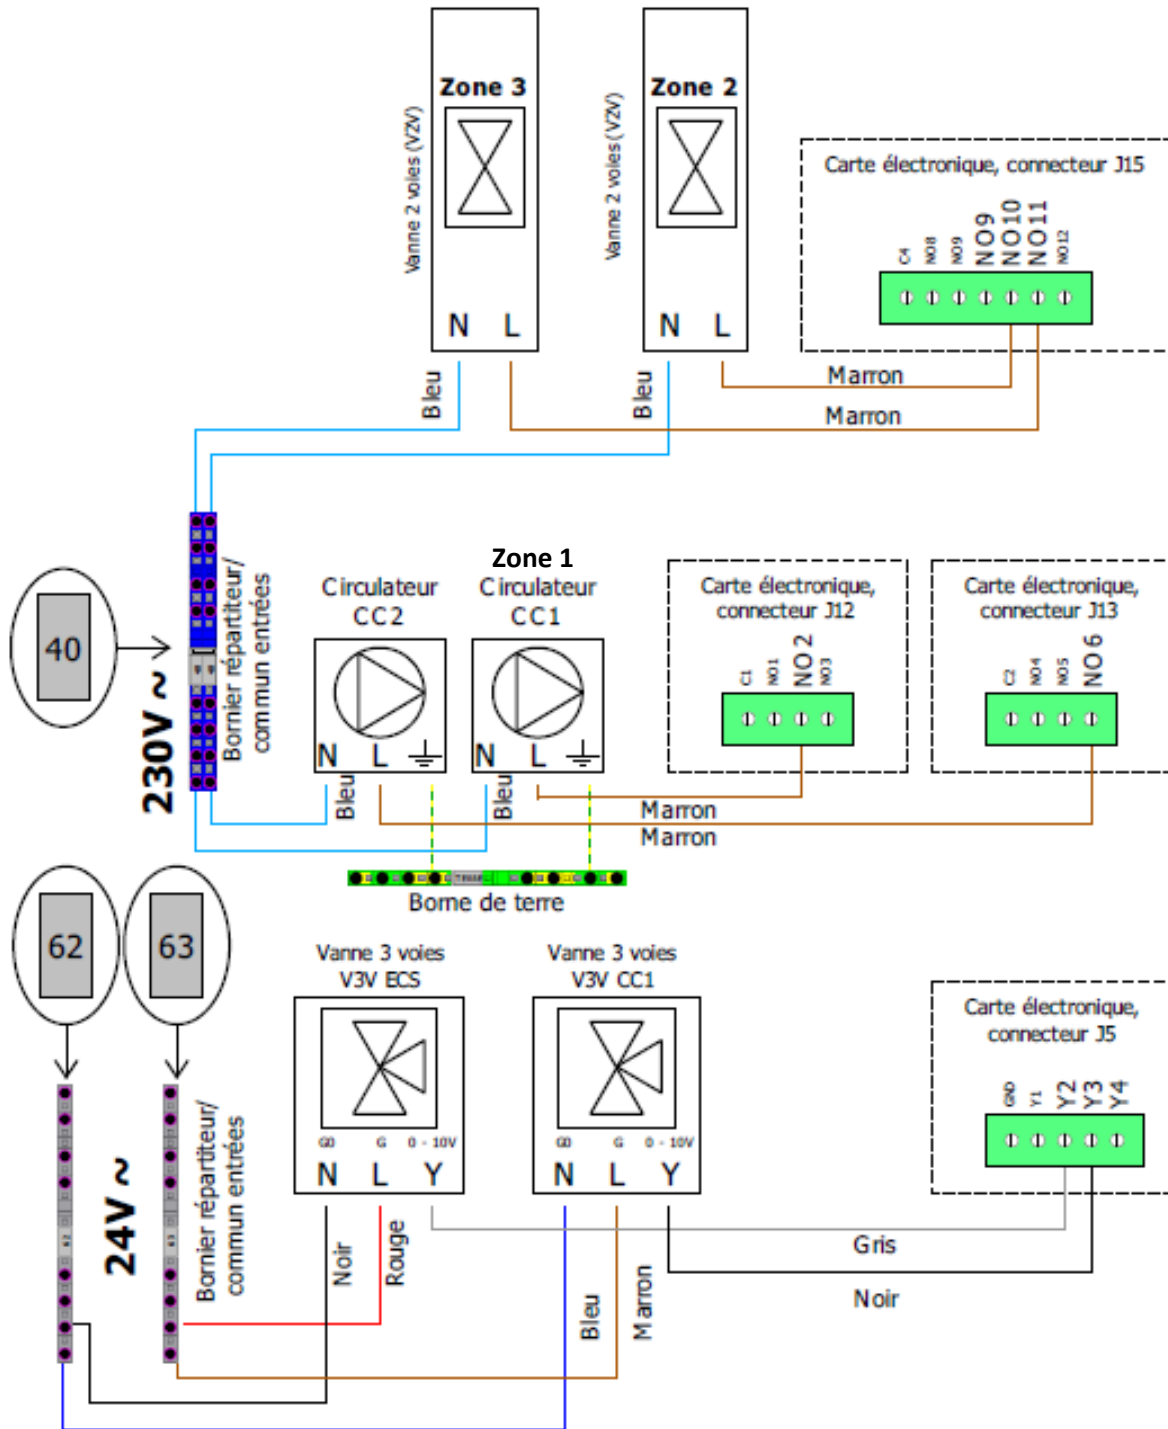 Zone 3
Vanne 2 voies (V2V)
N L
Zone 2
Vanne 2 voies (V2V)
N L
Carte électronique, connecteur J15
C4 NO8 NO9 NO9 NO10 NO11 NO12
Bleu
Bleu
Marron
Marron
40
230V ~
Bornier répartiteur/
commun entrées
Circulateur
CC2
N L
Zone 1
Circulateur
CC1
N L
Carte électronique,
connecteur J12
C1 NO1 NO2 NO3
Carte électronique,
connecteur J13
C2 NO4 NO5 NO6
Bleu
Bleu
Marron
Marron
TERRE
Borne de terre
62
63
24V ~
62
63
Bornier répartiteur/
commun entrées
Vanne 3 voies
V3V ECS
G0 G 0 - 10V
N L Y
Vanne 3 voies
V3V CC1
G0 G 0 - 10V
N L Y
Carte électronique,
connecteur J5
GND Y1 Y2 Y3 Y4
Noir
Rouge
Bleu
Marron
Gris
Noir